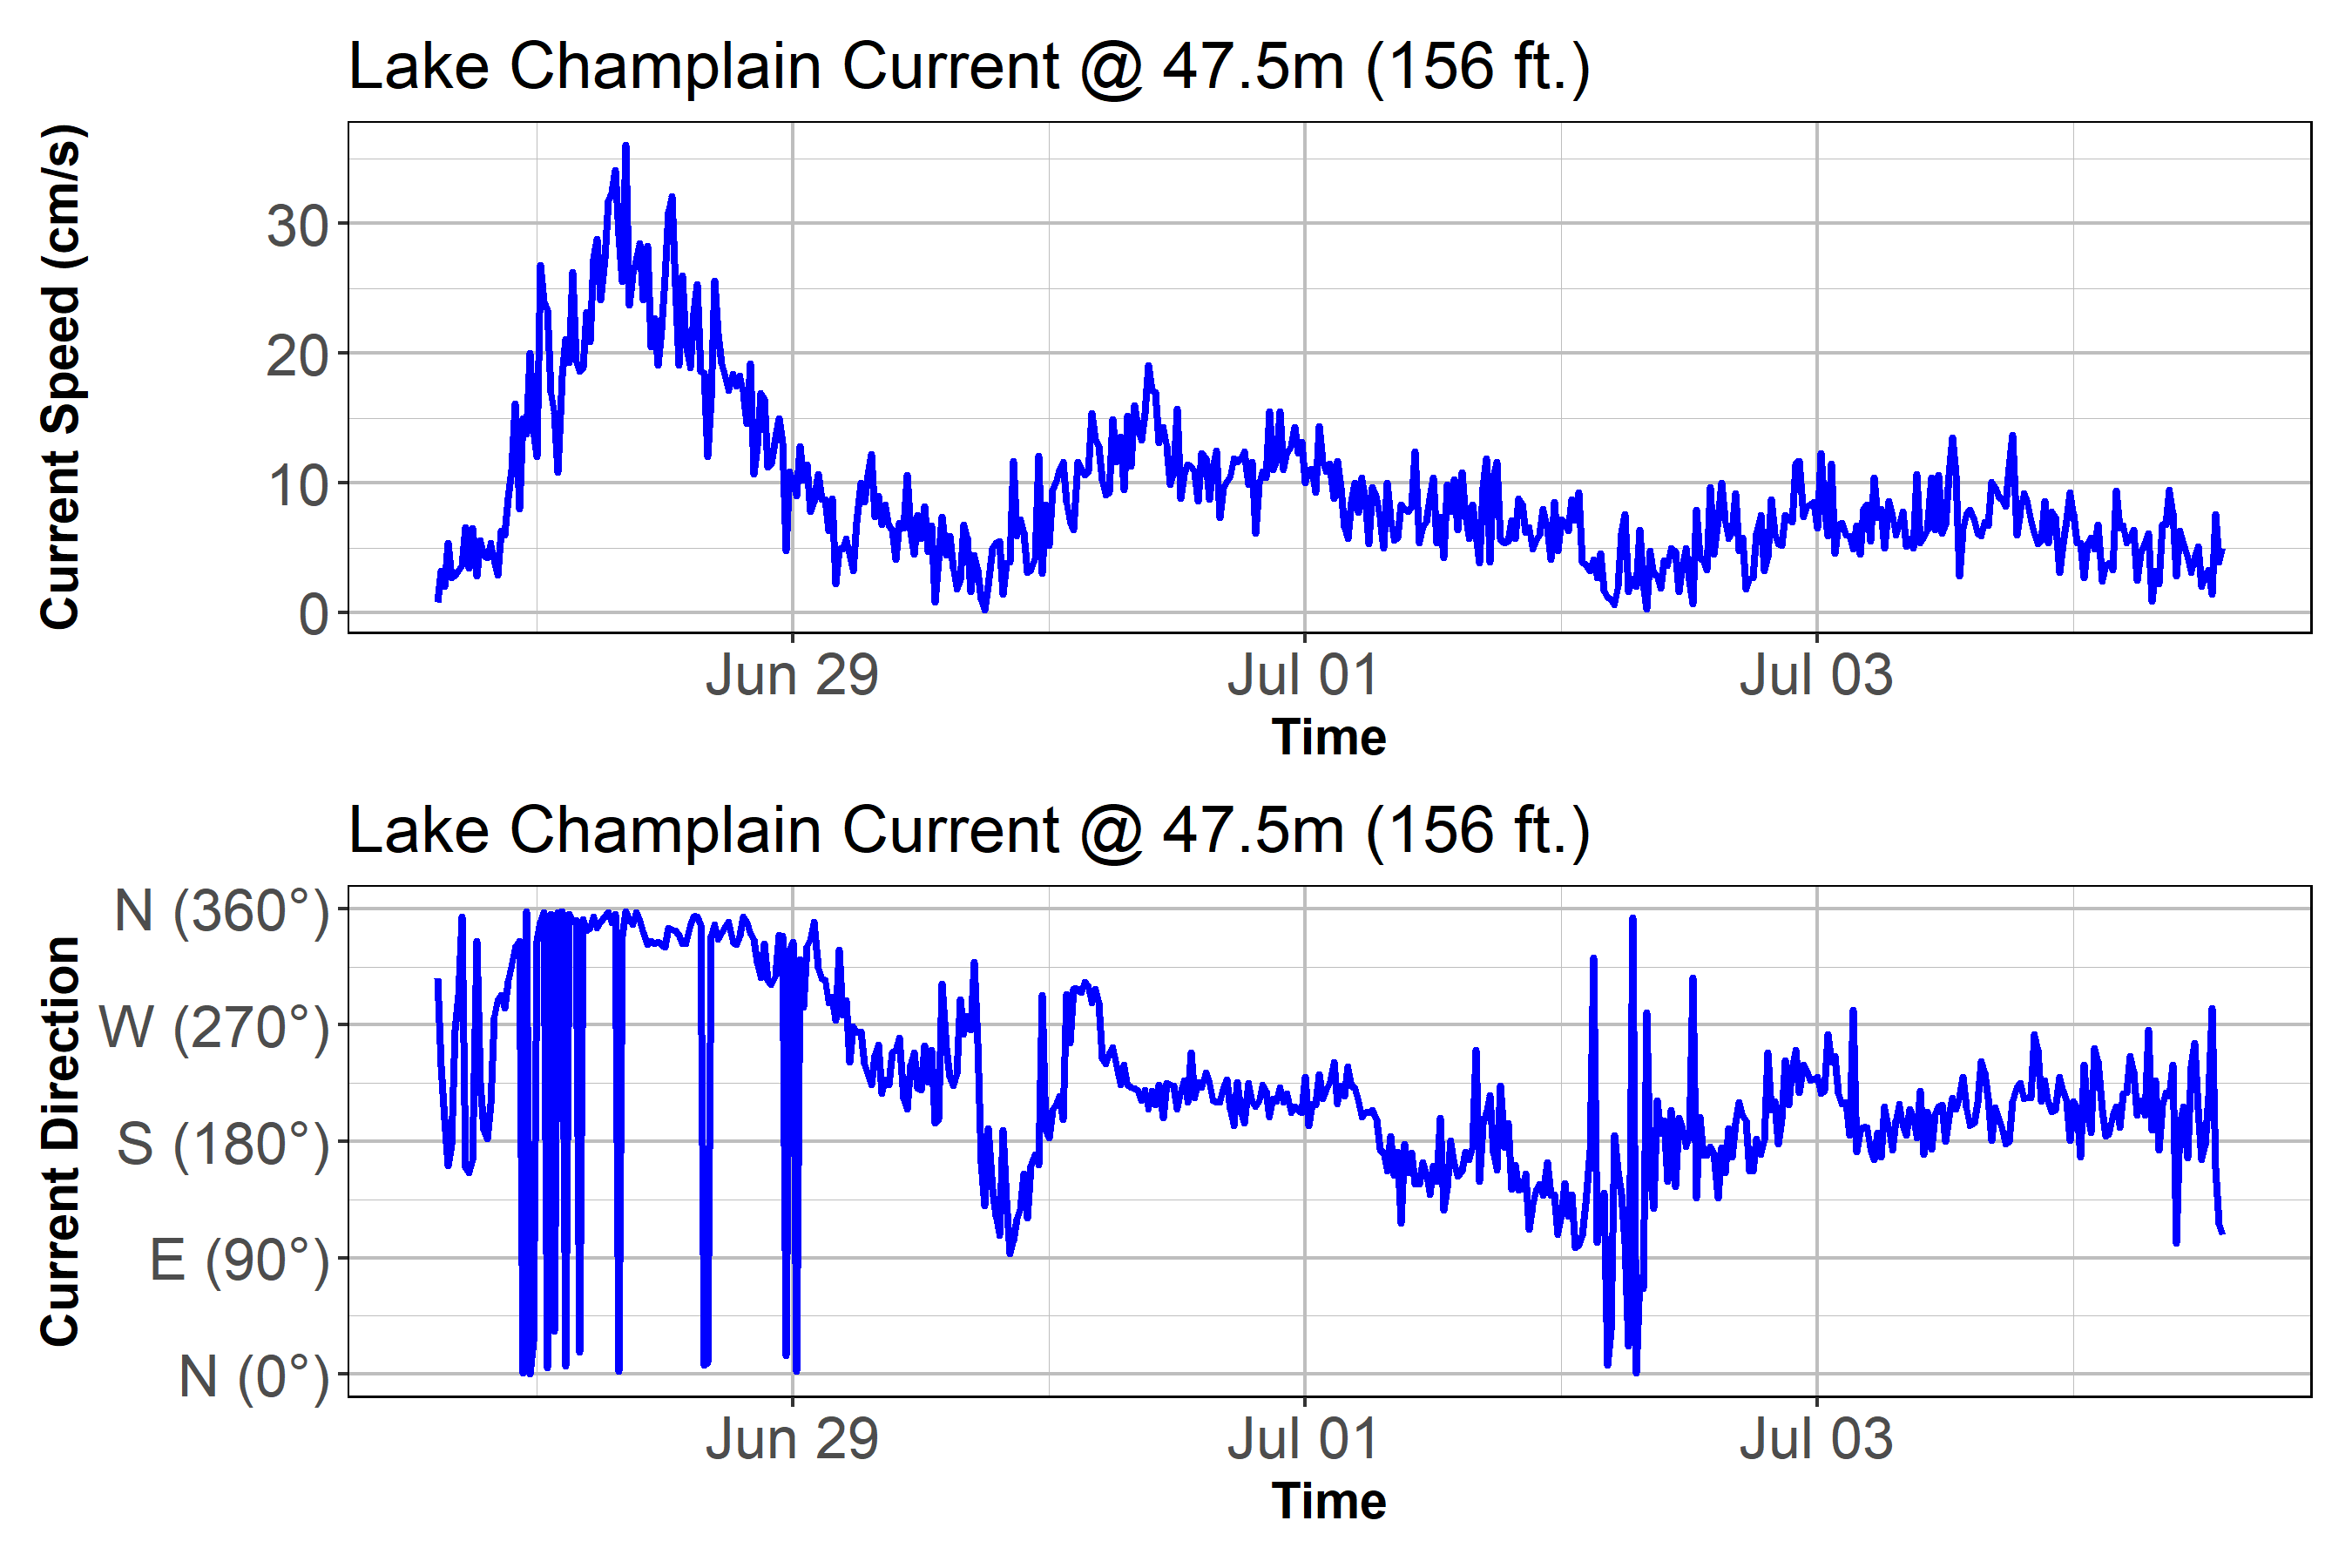 Lake Champlain Current @ 47.5m (156 ft.)
Current Speed (cm/s)
30
20
10
0
Jun 29 Jul 01 Jul 03
Time
Lake Champlain Current @ 47.5m (156 ft.)
Current Direction
N (360°)
W (270°)
S (180°)
E (90°)
N (0°)
Jun 29 Jul 01 Jul 03
Time